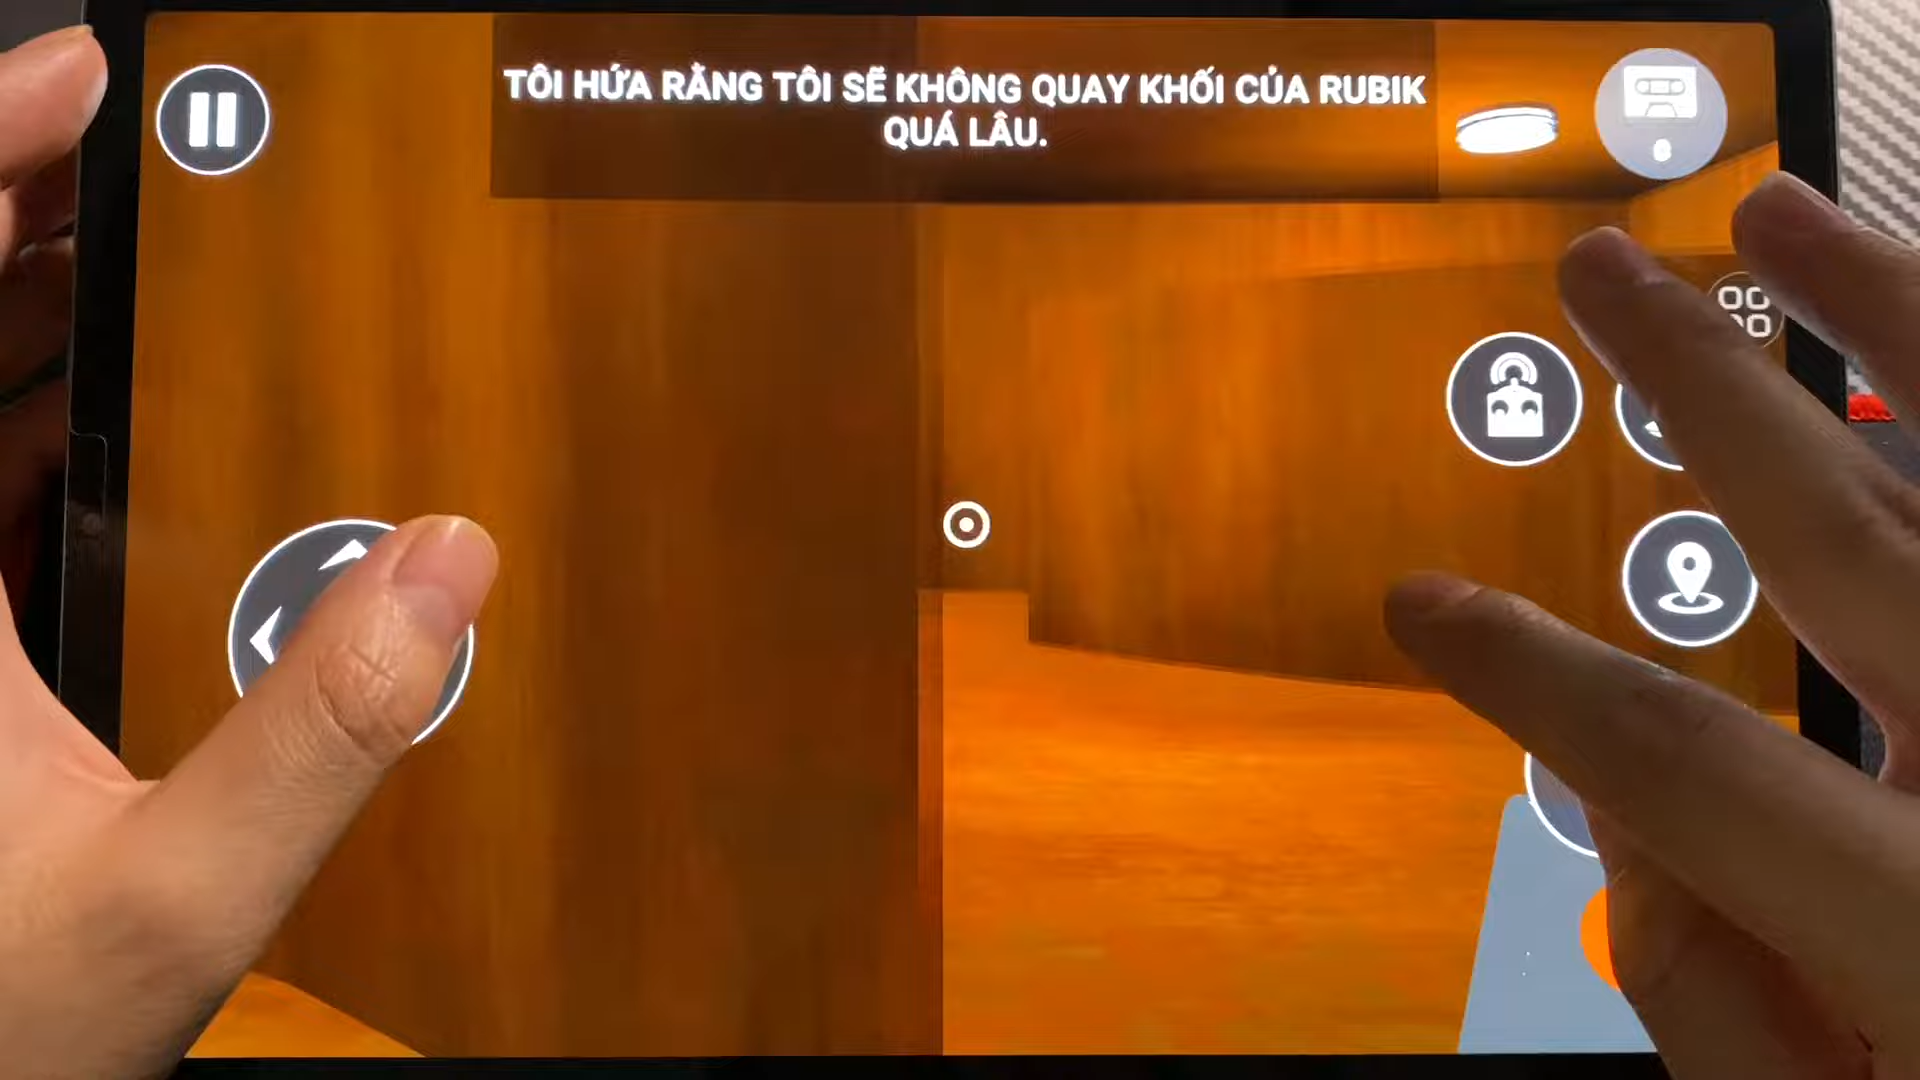 TÔI HỨA RẰNG TÔI SẼ KHÔNG QUAY KHỐI CỦA RUBIK
QUÁ LÂU.